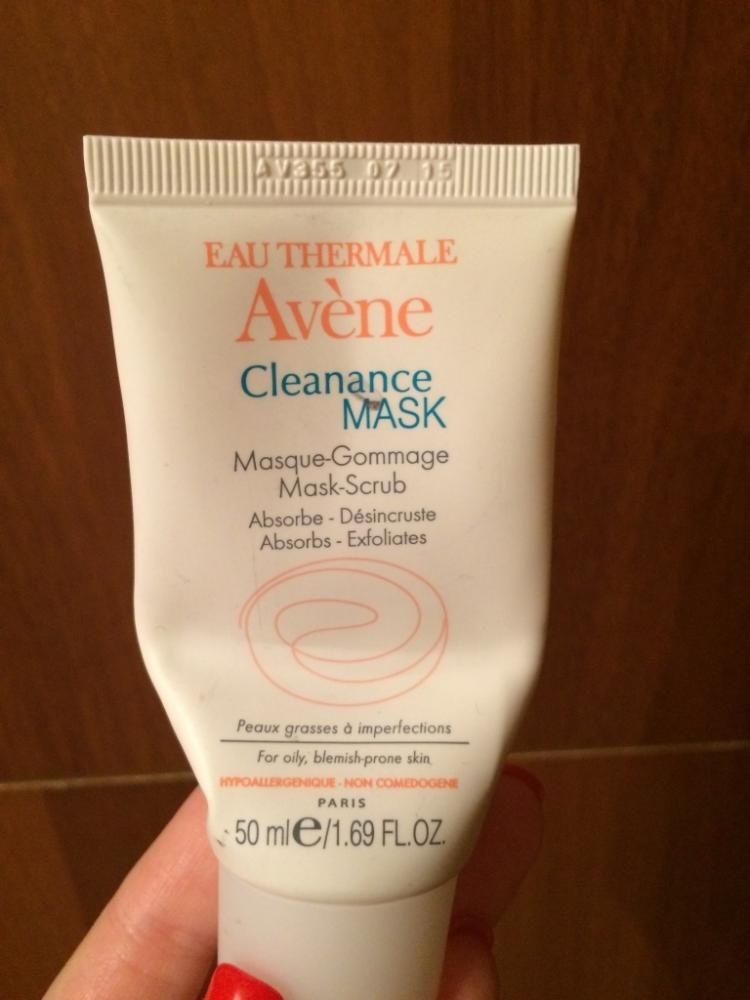 AV355 07 15
EAU THERMALE
Avène
Cleanance
MASK
Masque-Gommage
Mask-Scrub
Absorbe - Désincruste
Absorbs - Exfoliates
Peaux grasses à imperfections
For oily, blemish-prone skin
HYPOALLERGENIQUE - NON COMEDOGENE
PARIS
50 ml℮/1.69 FL.OZ.